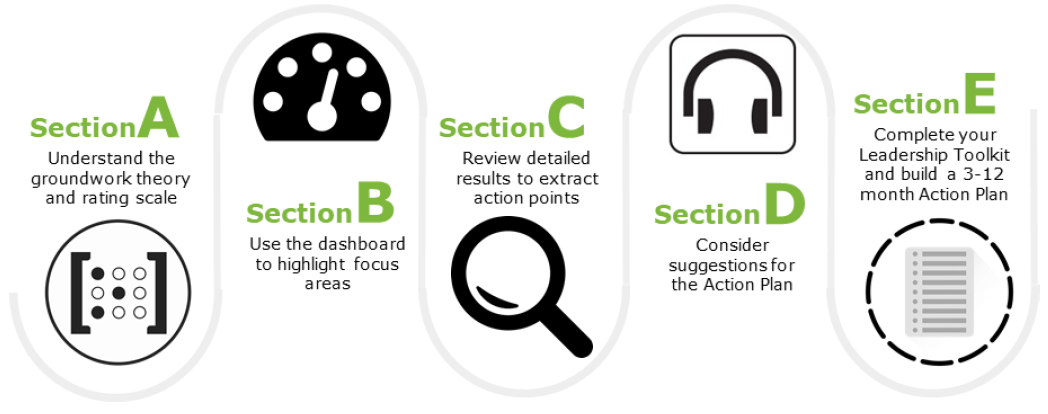 Section A
Understand the
groundwork theory
and rating scale
Section B
Use the dashboard
to highlight focus
areas
Section C
Review detailed
results to extract
action points
Section D
Consider
suggestions for
the Action Plan
Section E
Complete your
Leadership Toolkit
and build a 3-12
month Action Plan